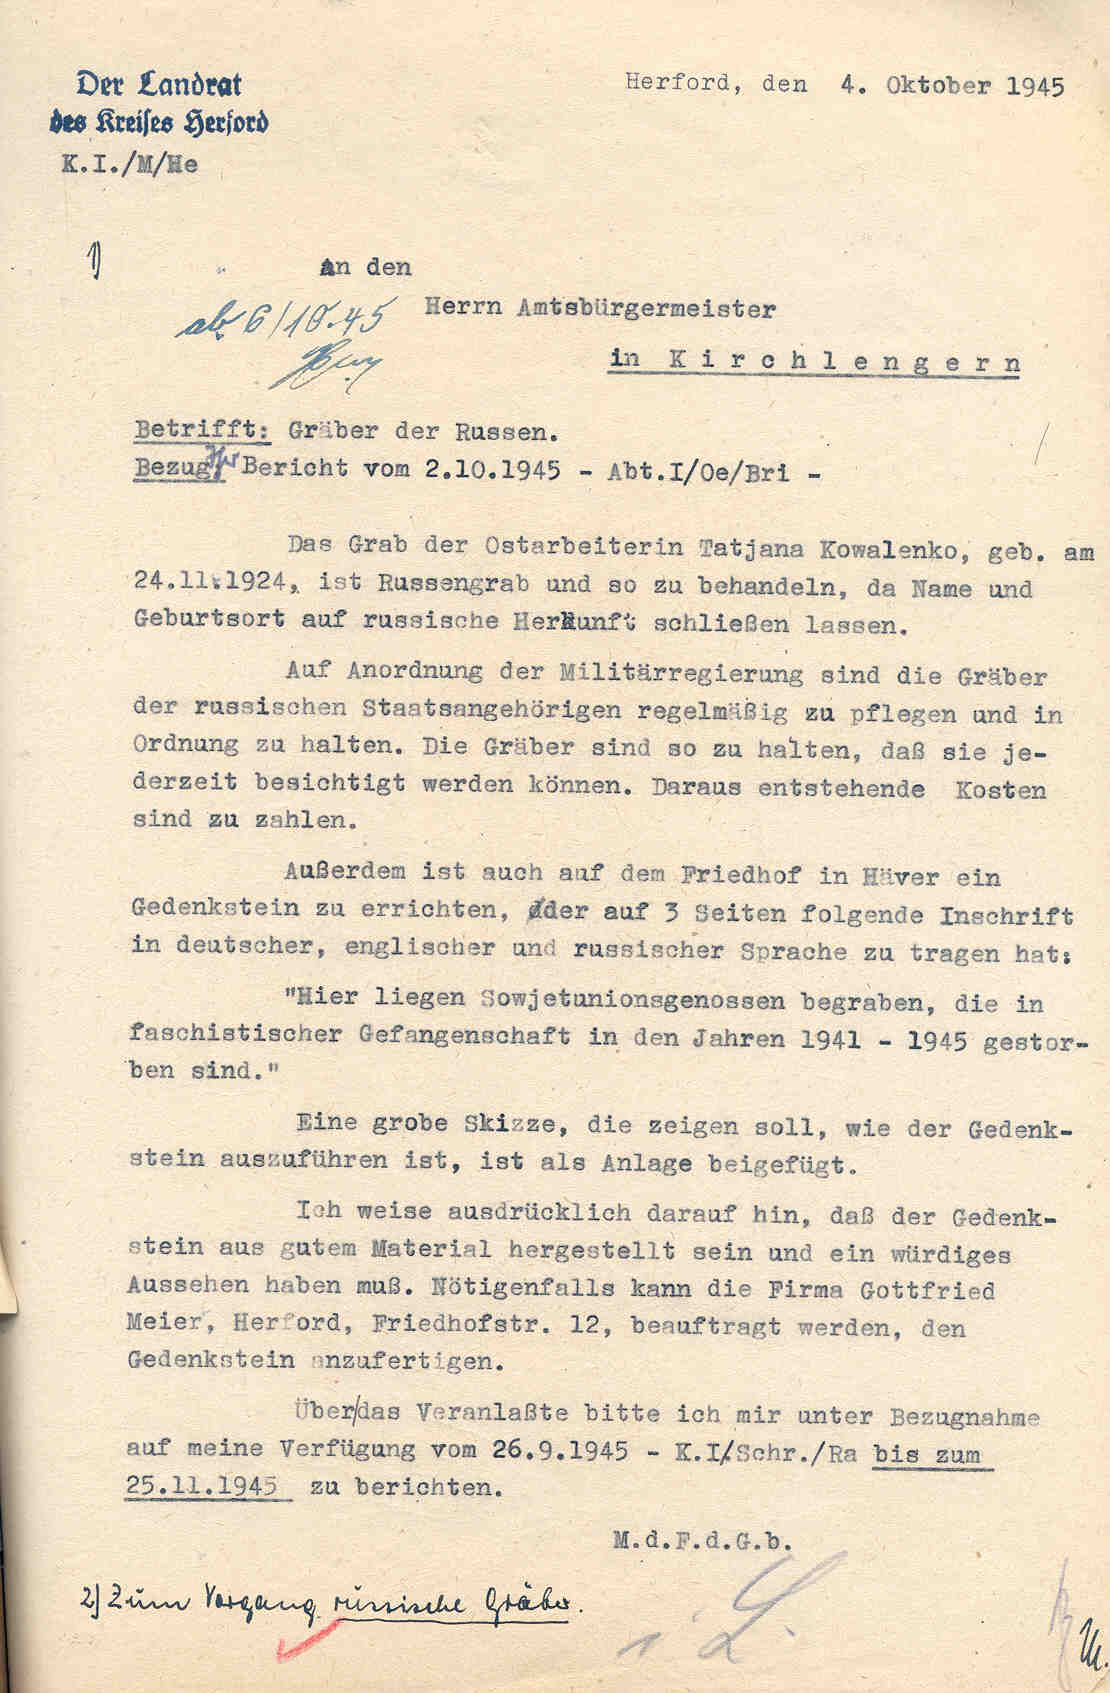 Der Landrat
des Kreises Herford
K.I./M/He
Herford, den 4. Oktober 1945
1)
An den
ab 6/10.45
Herrn Amtsbürgermeister
in Kirchlengern
Betrifft: Gräber der Russen.
Bezug: Ihr Bericht vom 2.10.1945 - Abt.I/Oe/Bri -
Das Grab der Ostarbeiterin Tatjana Kowalenko, geb. am
24.11.1924, ist Russengrab und so zu behandeln, da Name und
Geburtsort auf russische Herkunft schließen lassen.
Auf Anordnung der Militärregierung sind die Gräber
der russischen Staatsangehörigen regelmäßig zu pflegen und in
Ordnung zu halten. Die Gräber sind so zu halten, daß sie je-
derzeit besichtigt werden können. Daraus entstehende Kosten
sind zu zahlen.
Außerdem ist auch auf dem Friedhof in Häver ein
Gedenkstein zu errichten, der auf 3 Seiten folgende Inschrift
in deutscher, englischer und russischer Sprache zu tragen hat:
"Hier liegen Sowjetunionsgenossen begraben, die in
faschistischer Gefangenschaft in den Jahren 1941 - 1945 gestor-
ben sind."
Eine grobe Skizze, die zeigen soll, wie der Gedenk-
stein auszuführen ist, ist als Anlage beigefügt.
Ich weise ausdrücklich darauf hin, daß der Gedenk-
stein aus gutem Material hergestellt sein und ein würdiges
Aussehen haben muß. Nötigenfalls kann die Firma Gottfried
Meier, Herford, Friedhofstr. 12, beauftragt werden, den
Gedenkstein anzufertigen.
Über/das Veranlaßte bitte ich mir unter Bezugnahme
auf meine Verfügung vom 26.9.1945 - K.I./Schr./Ra bis zum
25.11.1945 zu berichten.
M.d.F.d.G.b.
2) Zum Vorgang russische Gräber.